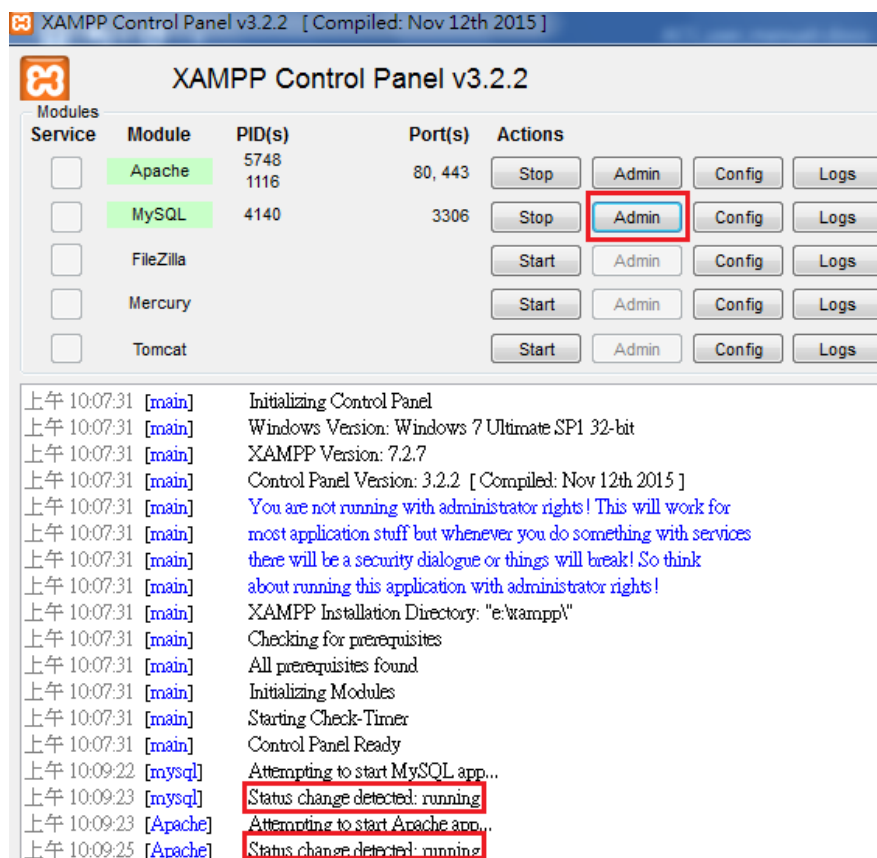 XAMPP Control Panel v3.2.2 [ Compiled: Nov 12th 2015 ]
XAMPP Control Panel v3.2.2
Modules
Service Module PID(s) Port(s) Actions
Apache 5748 1116 80, 443 Stop Admin Config Logs
MySQL 4140 3306 Stop Admin Config Logs
FileZilla Start Admin Config Logs
Mercury Start Admin Config Logs
Tomcat Start Admin Config Logs
上午 10:07:31 [main] Initializing Control Panel
上午 10:07:31 [main] Windows Version: Windows 7 Ultimate SP1 32-bit
上午 10:07:31 [main] XAMPP Version: 7.2.7
上午 10:07:31 [main] Control Panel Version: 3.2.2 [ Compiled: Nov 12th 2015 ]
上午 10:07:31 [main] You are not running with administrator rights! This will work for
上午 10:07:31 [main] most application stuff but whenever you do something with services
上午 10:07:31 [main] there will be a security dialogue or things will break! So think
上午 10:07:31 [main] about running this application with administrator rights!
上午 10:07:31 [main] XAMPP Installation Directory: "e:\xampp\"
上午 10:07:31 [main] Checking for prerequisites
上午 10:07:31 [main] All prerequisites found
上午 10:07:31 [main] Initializing Modules
上午 10:07:31 [main] Starting Check-Timer
上午 10:07:31 [main] Control Panel Ready
上午 10:09:22 [mysql] Attempting to start MySQL app...
上午 10:09:23 [mysql] Status change detected: running
上午 10:09:23 [Apache] Attempting to start Apache app...
上午 10:09:25 [Apache] Status change detected: running